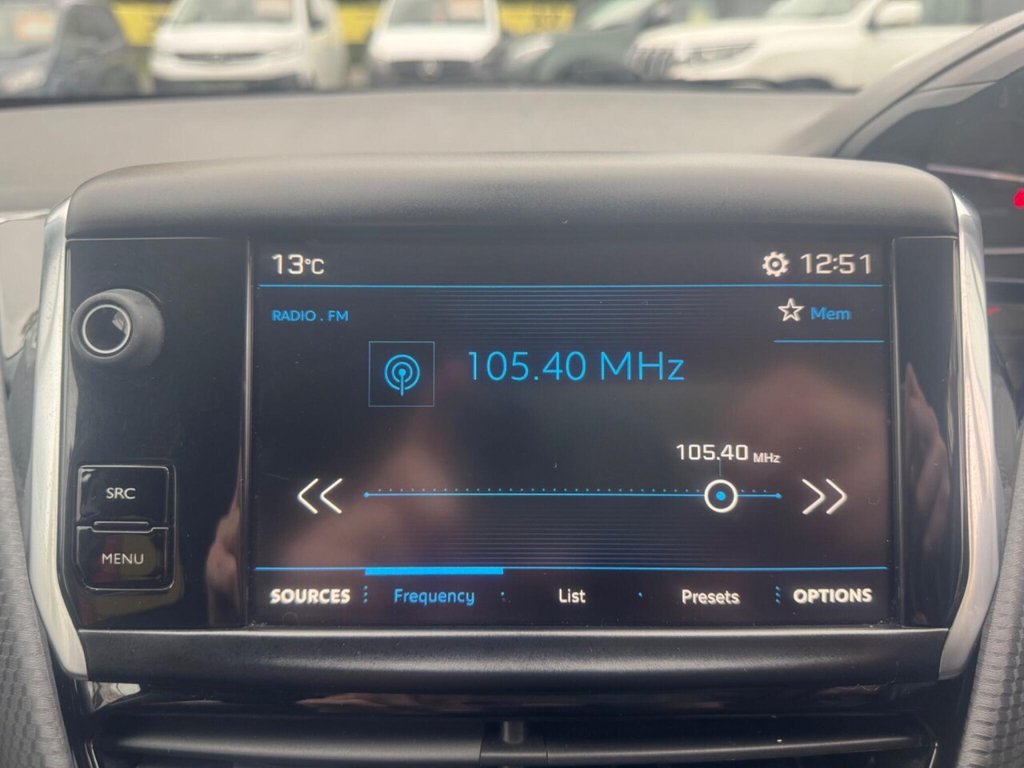 13°C 12:51
RADIO . FM Mem
105.40 MHz
105.40 MHz
SRC
MENU
SOURCES Frequency List Presets OPTIONS